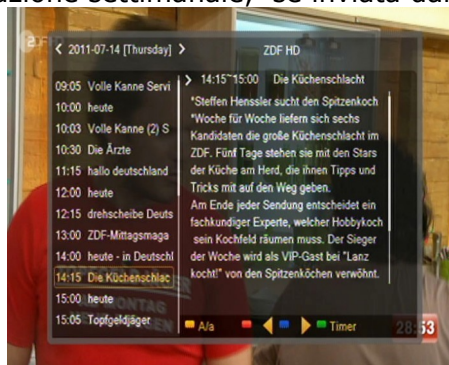 zione settimanale, se inviata dal
< 2011-07-14 [Thursday] >
ZDF HD
09:05 Volle Kanne Servi
10:00 heute
10:03 Volle Kanne (2) S
10:30 Die Ärzte
11:15 hallo deutschland
12:00 heute
12:15 drehscheibe Deuts
13:00 ZDF-Mittagsmaga
14:00 heute - in Deutschl
14:15 Die Küchenschlac
15:00 heute
15:05 Topfgeldjäger
> 14:15~15:00 Die Küchenschlacht
*Steffen Henssler sucht den Spitzenkoch
*Woche für Woche liefern sich sechs
Kandidaten die große Küchenschlacht im
ZDF. Fünf Tage stehen sie mit den Stars
der Küche am Herd, die ihnen Tipps und
Tricks mit auf den Weg geben.
Am Ende jeder Sendung entscheidet ein
fachkundiger Experte, welcher Hobbykoch
sein Kochfeld räumen muss. Der Sieger
der Woche wird als VIP-Gast bei "Lanz
kocht!" von den Spitzenköchen verwöhnt.
A/a
Timer
28:53